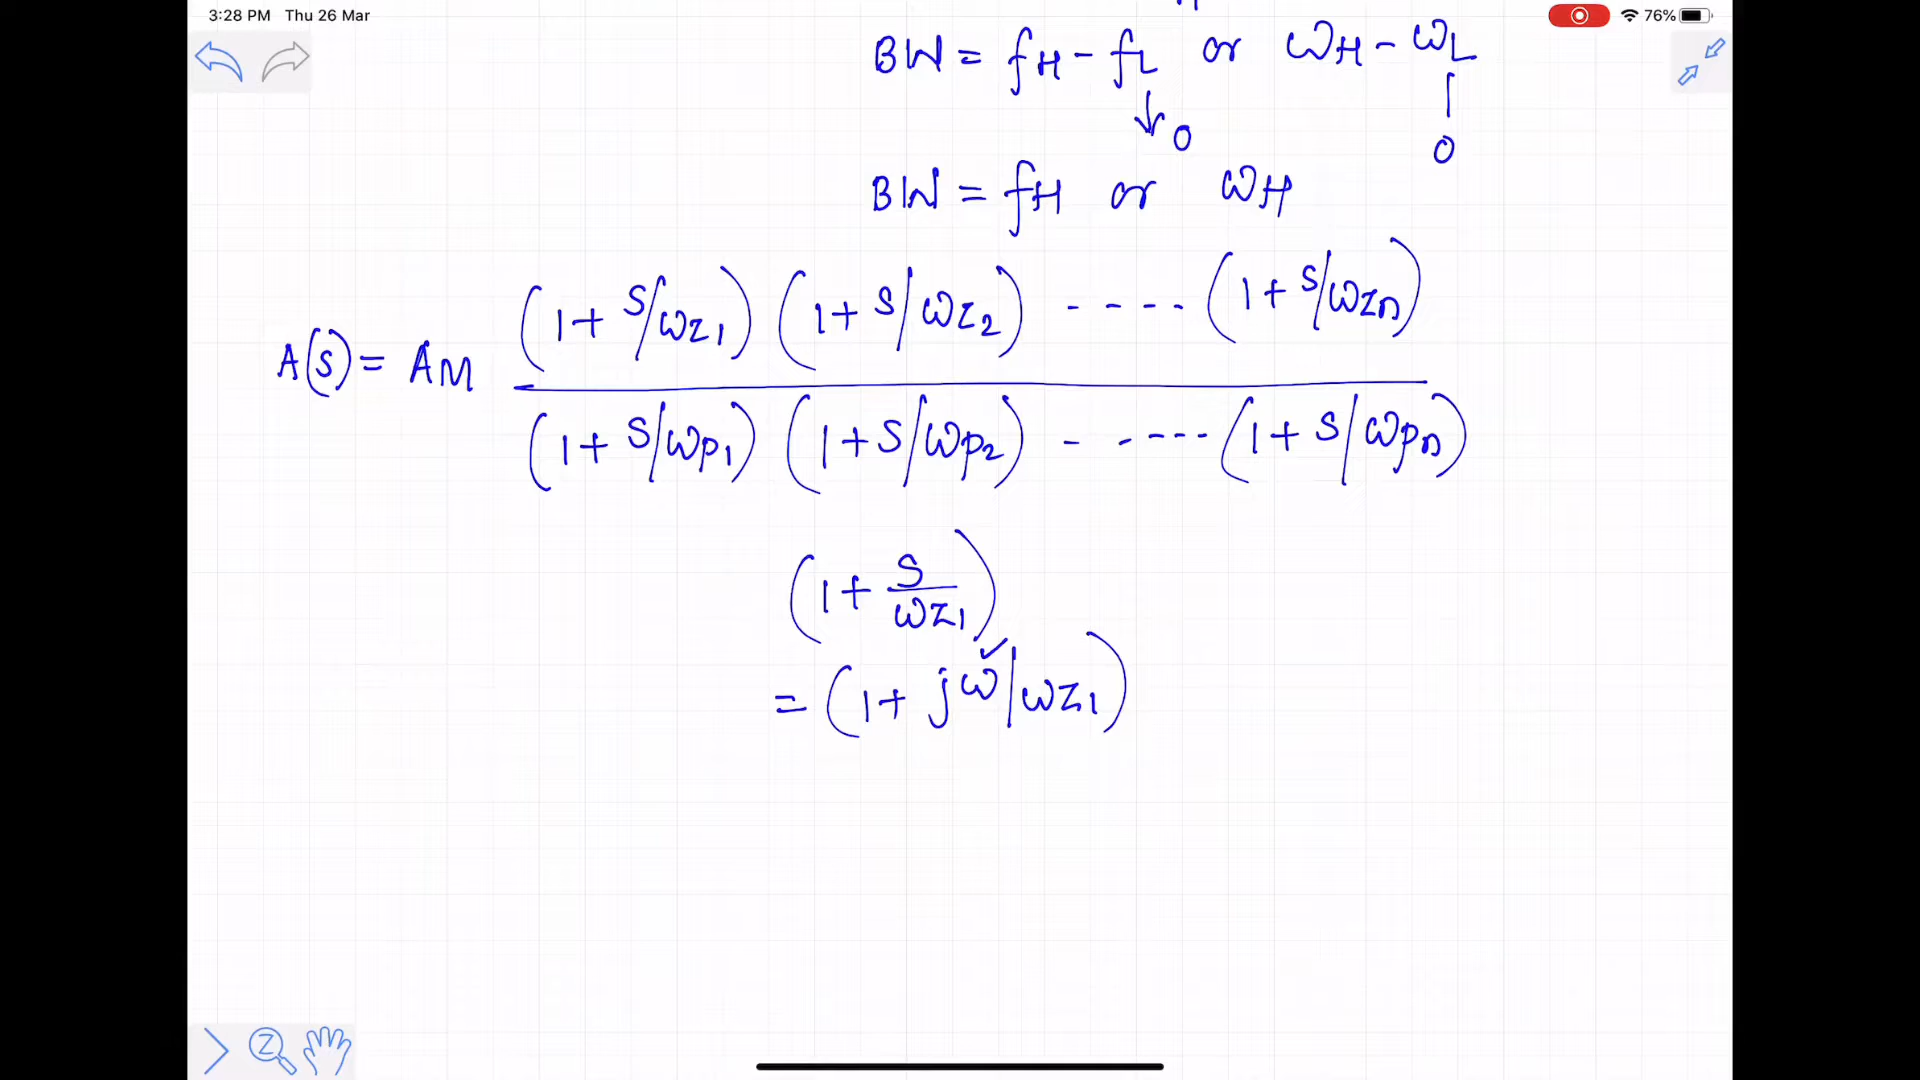 3:28 PM Thu 26 Mar 76%
BW = fH - fL or ωH - ωL
0 0
BW = fH or ωH
(1 + S/ωZ1) (1 + S/ωZ2) - - - - - (1 + S/ωZn)
A(S) = AM
(1 + S/ωP1) (1 + S/ωP2) - - - - - - (1 + S/ωPn)
(1 + S/ωZ1)
= (1 + jω/ωZ1)
Z